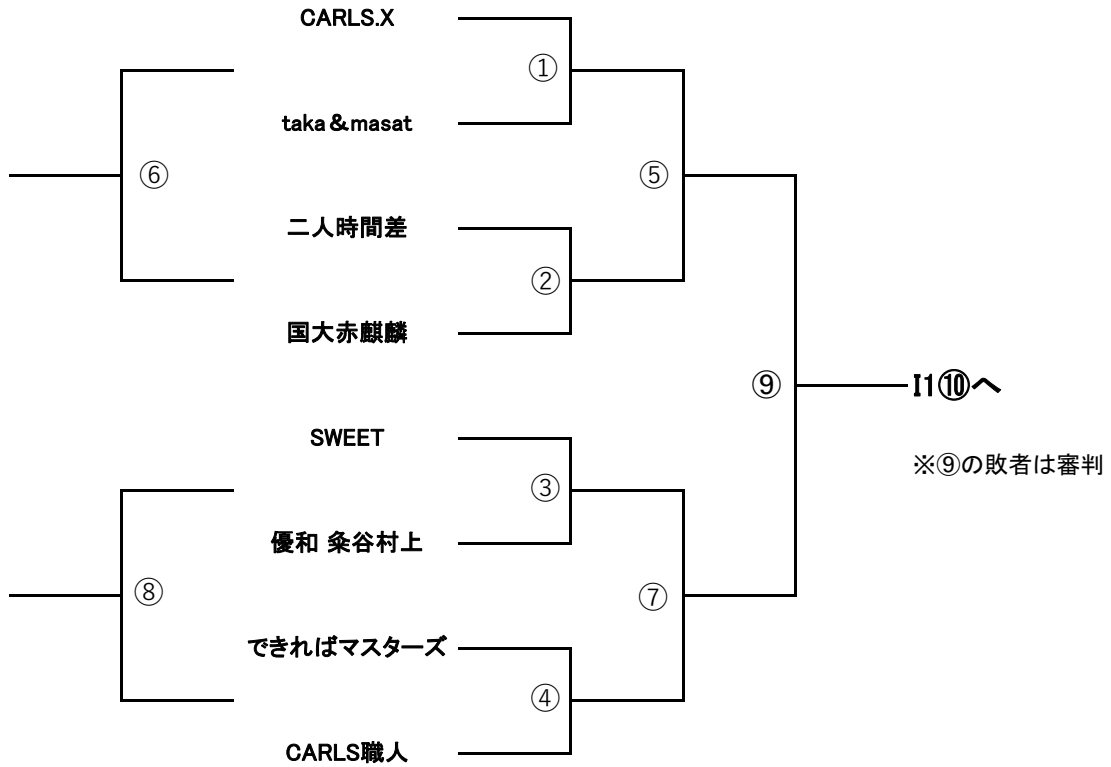 CARLS.X
①
taka＆masat
⑥
⑤
二人時間差
②
国大赤麒麟
⑨
I1⑩へ
SWEET
※⑨の敗者は審判
③
優和 粂谷村上
⑧
⑦
できればマスターズ
④
CARLS職人